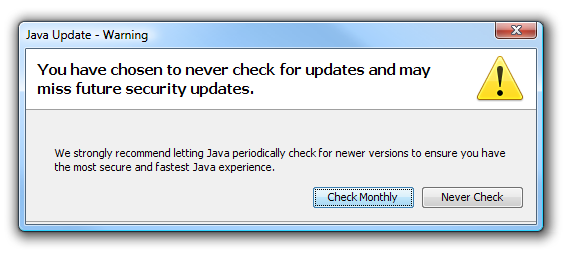 Java Update - Warning
You have chosen to never check for updates and may
miss future security updates.
We strongly recommend letting Java periodically check for newer versions to ensure you have
the most secure and fastest Java experience.
Check Monthly
Never Check